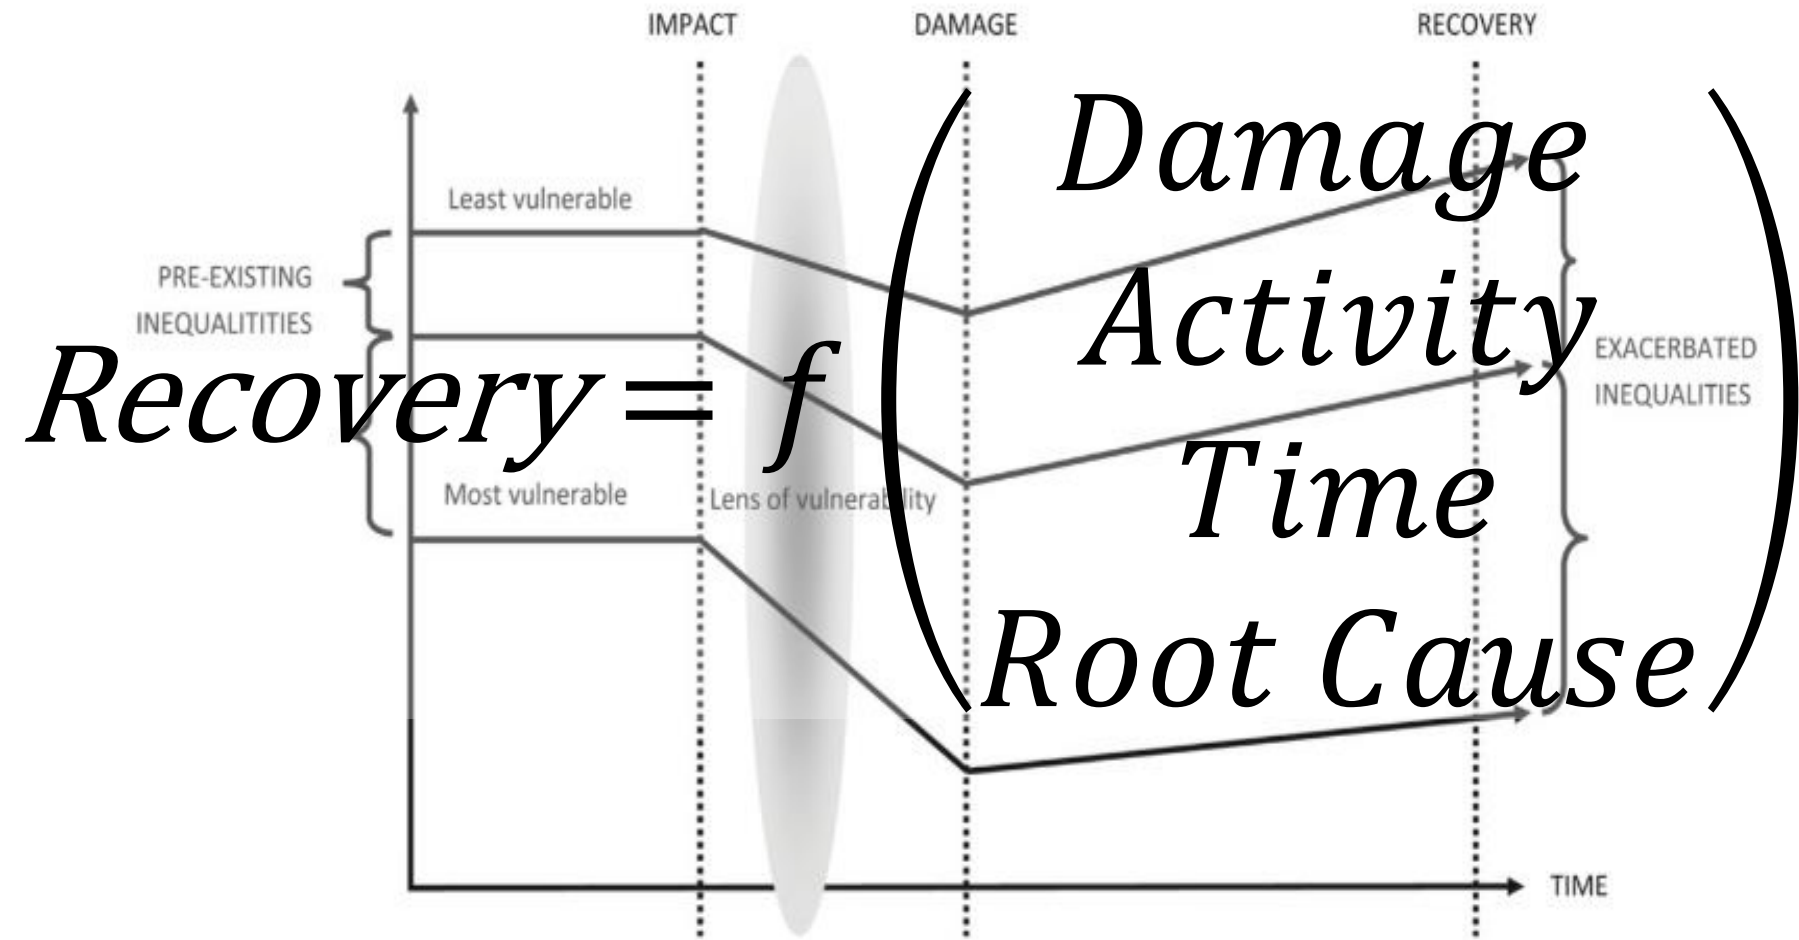 IMPACT
DAMAGE
RECOVERY
Least vulnerable
PRE-EXISTING
INEQUALITITIES
Recovery = f ( Damage
Activity
Time
Root Cause )
EXACERBATED
INEQUALITIES
Most vulnerable
Lens of vulnerability
TIME